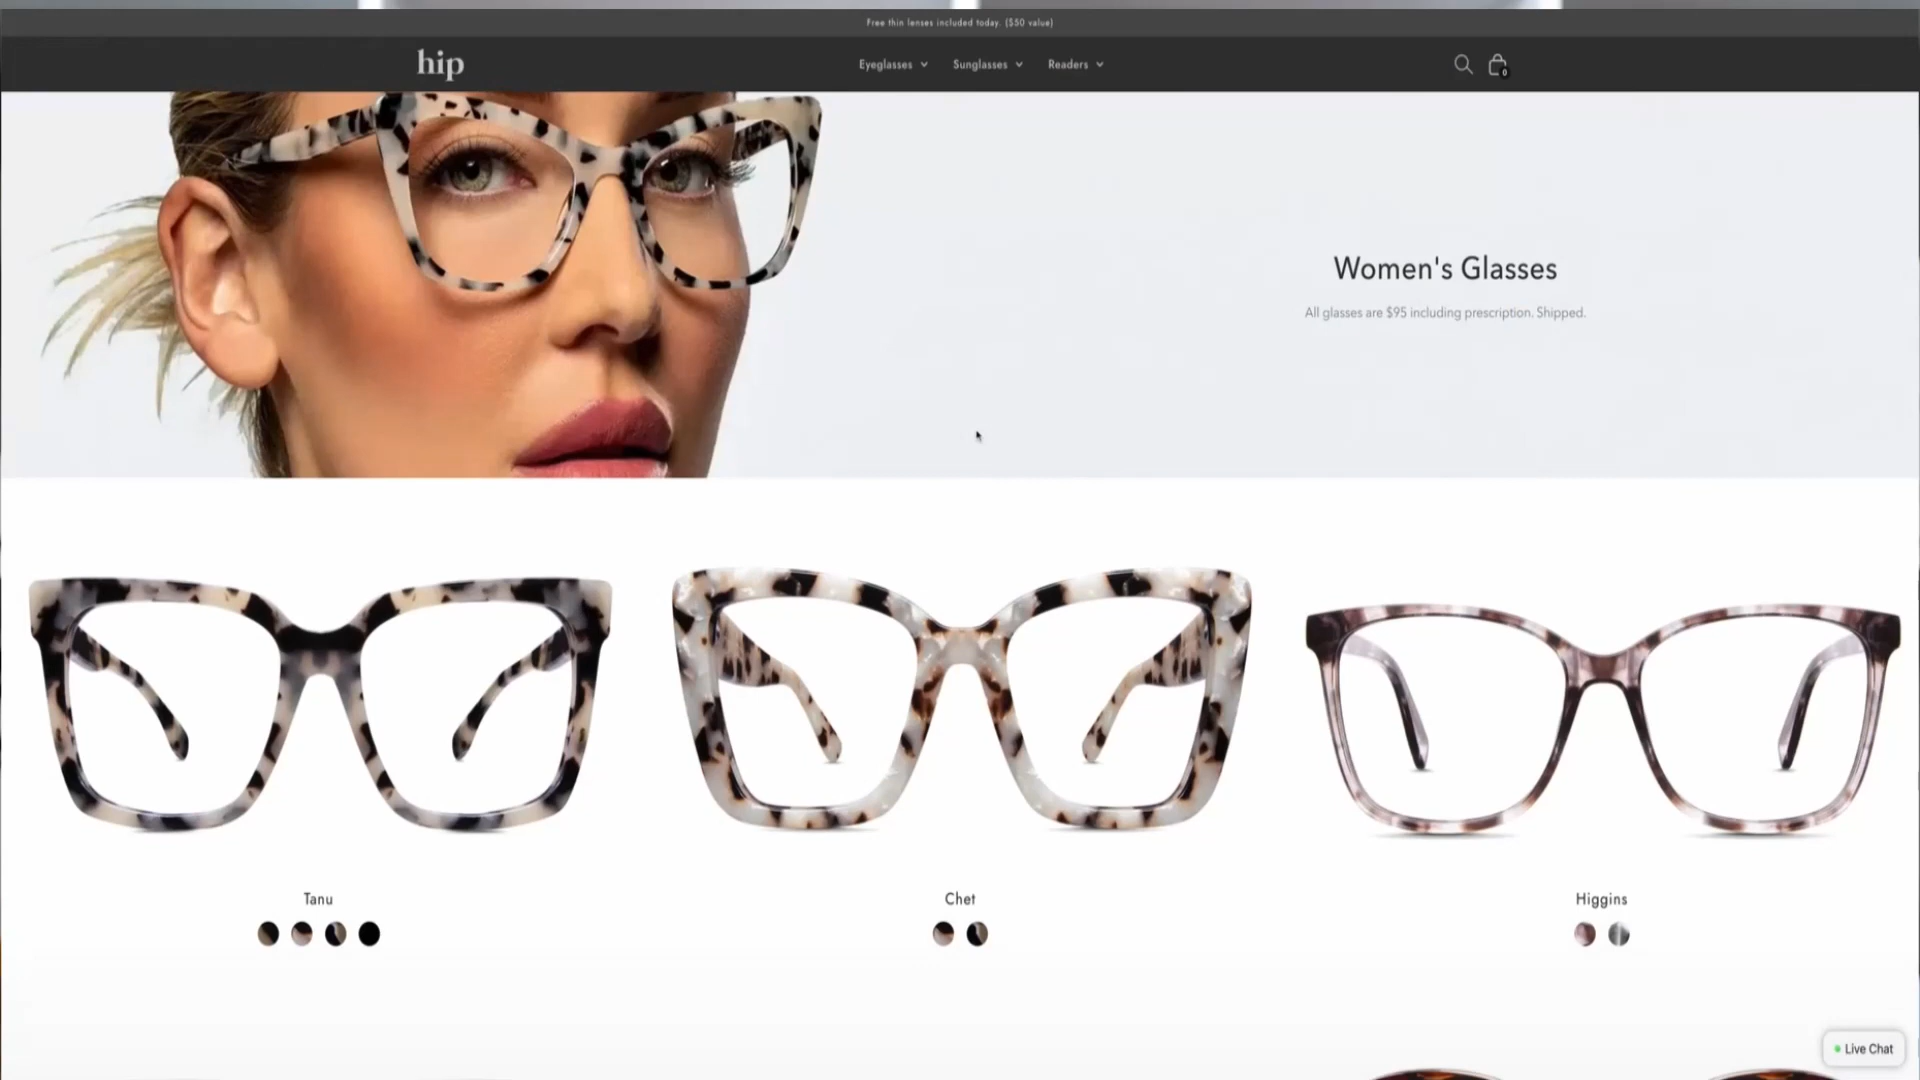 Free thin lenses included today. ($50 value)
hip
Eyeglasses
Sunglasses
Readers
0
Women's Glasses
All glasses are $95 including prescription. Shipped.
Tanu
Chet
Higgins
Live Chat